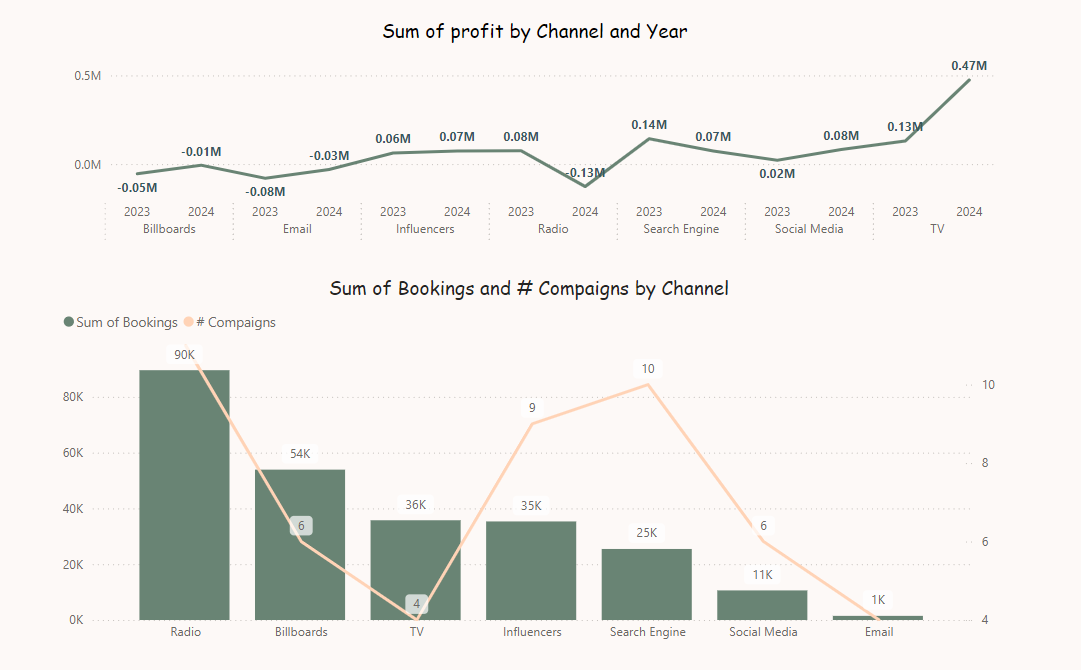 Sum of profit by Channel and Year
0.5M
0.0M
-0.05M
-0.01M
-0.08M
-0.03M
0.06M
0.07M
0.08M
-0.13M
0.14M
0.07M
0.02M
0.08M
0.13M
0.47M
2023 2024 2023 2024 2023 2024 2023 2024 2023 2024 2023 2024 2023 2024
Billboards Email Influencers Radio Search Engine Social Media TV
Sum of Bookings and # Compaigns by Channel
Sum of Bookings # Compaigns
80K
60K
40K
20K
0K
90K
54K
36K
35K
25K
11K
1K
6
4
9
10
6
10
8
6
4
Radio Billboards TV Influencers Search Engine Social Media Email